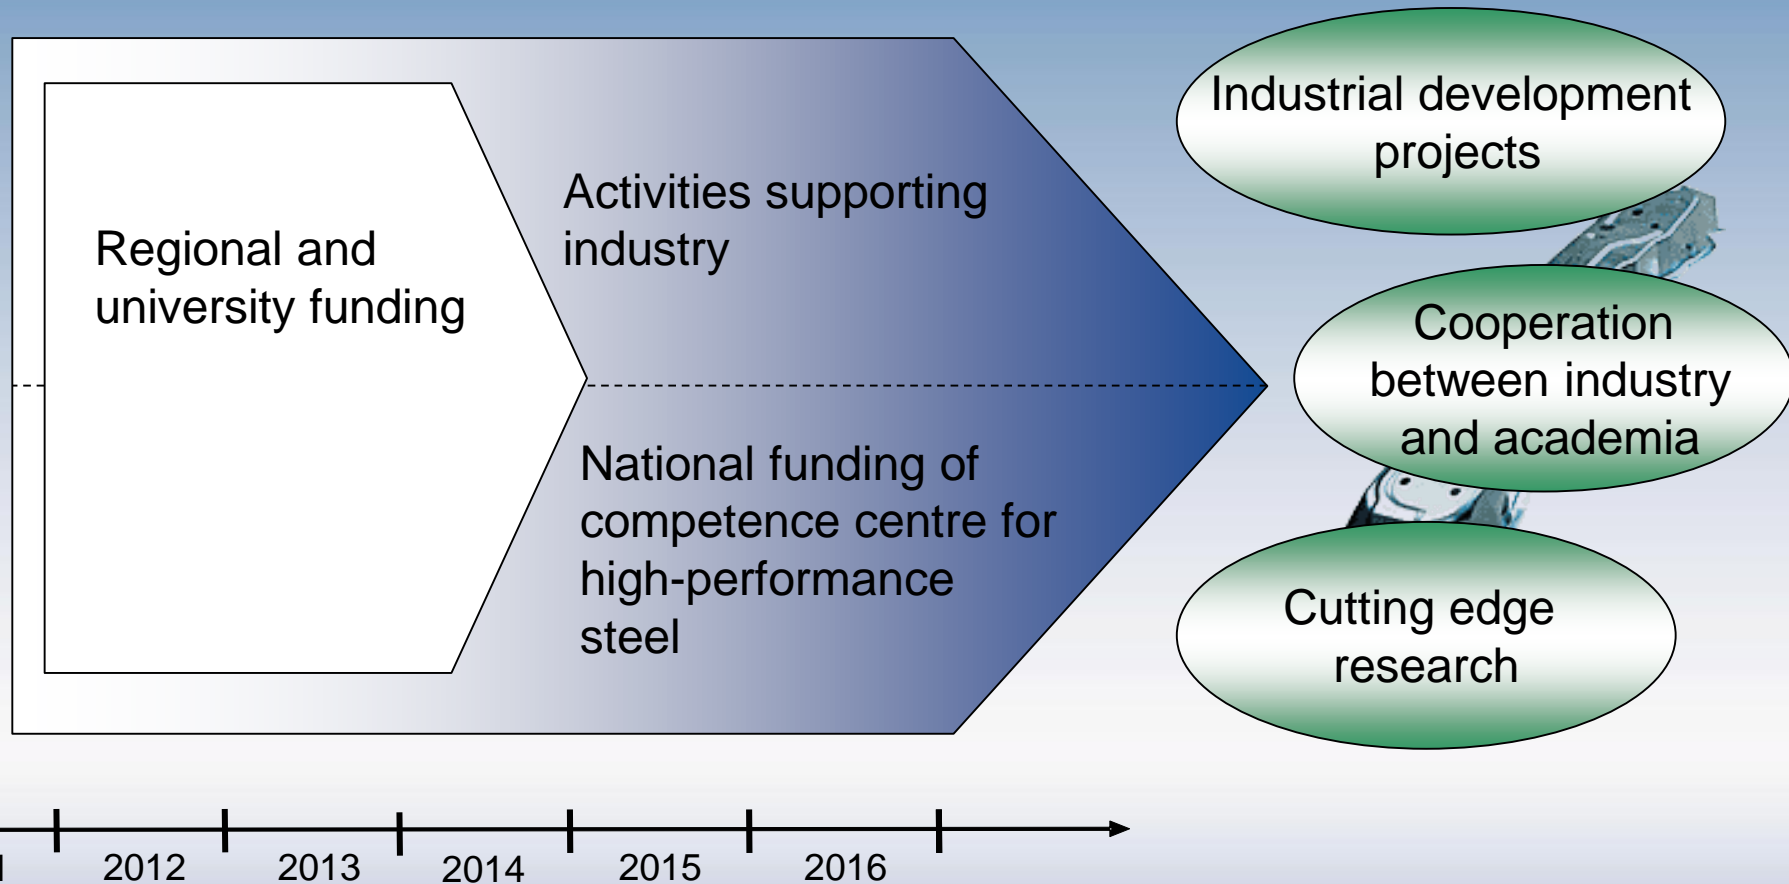 Regional and
university funding
Activities supporting
industry
National funding of
competence centre for
high-performance
steel
Industrial development
projects
Cooperation
between industry
and academia
Cutting edge
research
2012 2013 2014 2015 2016